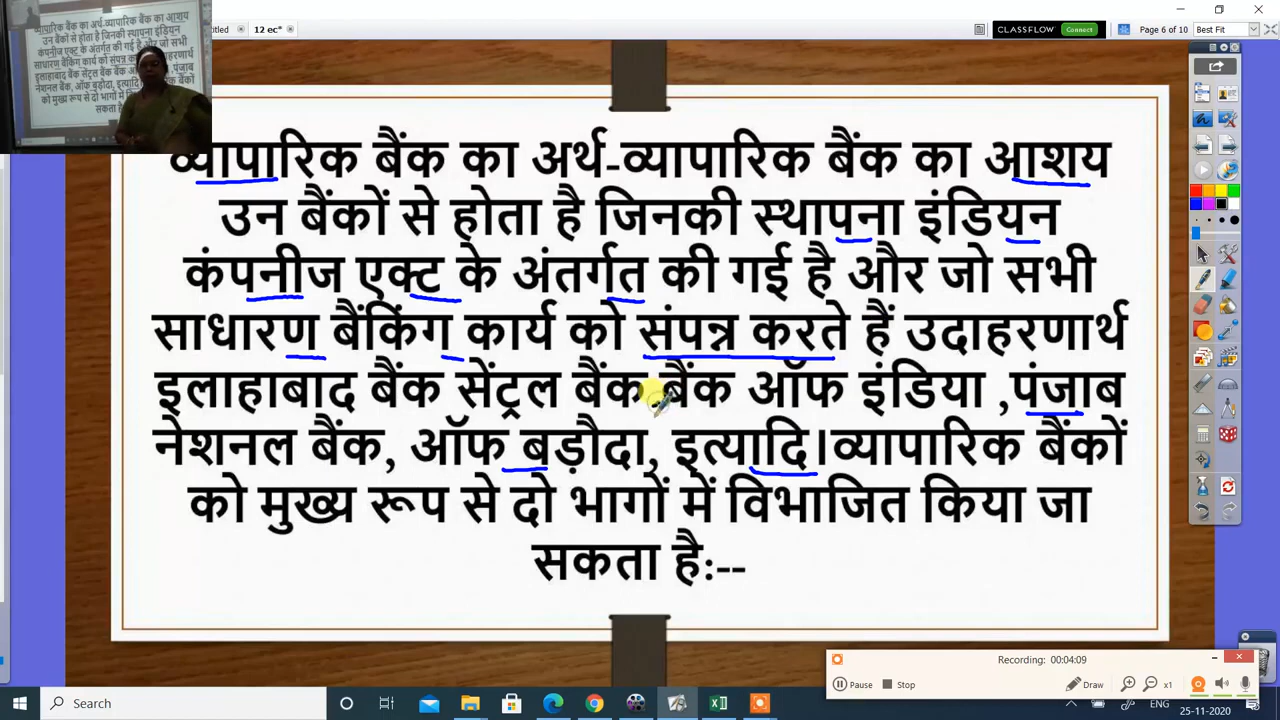 ntitled
12 ec*
CLASSFLOW
Connect
Page 6 of 10
Best Fit
व्यापारिक बैंक का अर्थ-व्यापारिक बैंक का आशय
उन बैंकों से होता है जिनकी स्थापना इंडियन
कंपनीज एक्ट के अंतर्गत की गई है और जो सभी
साधारण बैंकिंग कार्य को संपन्न करते हैं उदाहरणार्थ
इलाहाबाद बैंक सेंट्रल बैंक बैंक ऑफ इंडिया ,पंजाब
नेशनल बैंक, ऑफ बड़ौदा, इत्यादि।व्यापारिक बैंकों
को मुख्य रूप से दो भागों में विभाजित किया जा
सकता है:--
Recording: 00:04:09
Pause
Stop
Draw
x1
Search
ENG
25-11-2020